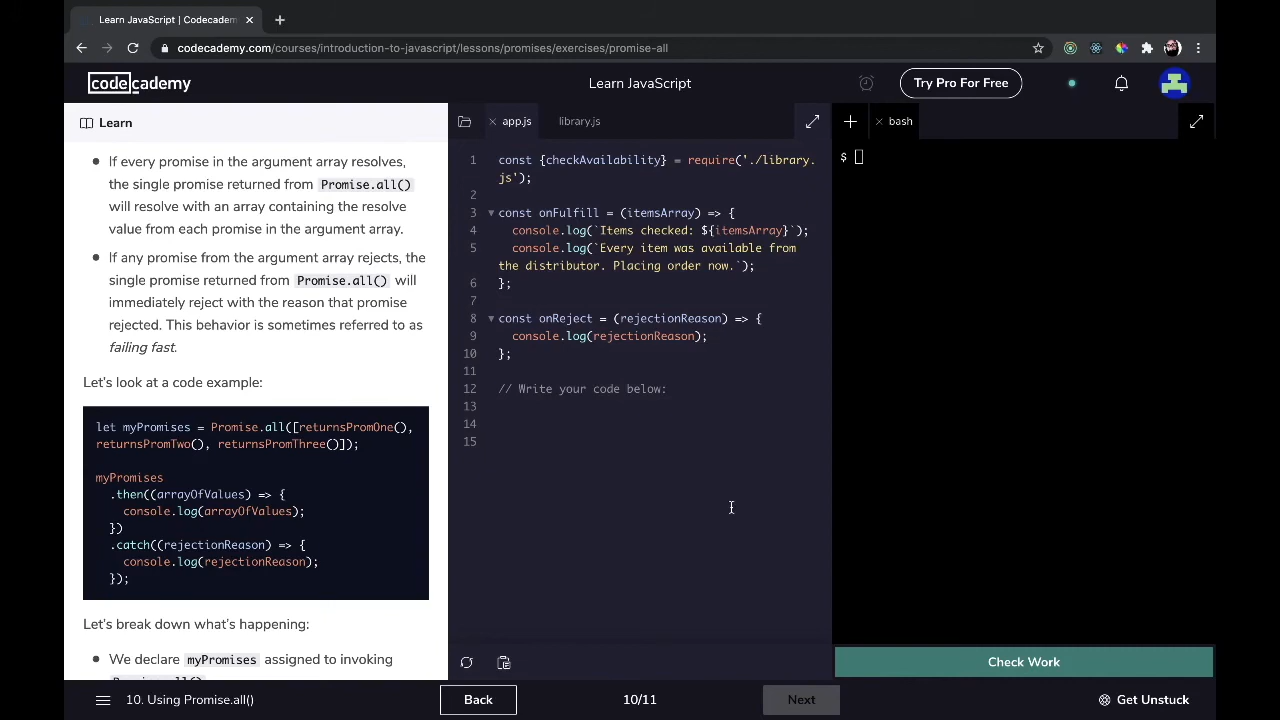 Learn JavaScript | Codecadem
codecademy.com/courses/introduction-to-javascript/lessons/promises/exercises/promise-all
codecademy
Learn JavaScript
Try Pro For Free
Learn
If every promise in the argument array resolves,
the single promise returned from Promise.all()
will resolve with an array containing the resolve
value from each promise in the argument array.
If any promise from the argument array rejects, the
single promise returned from Promise.all() will
immediately reject with the reason that promise
rejected. This behavior is sometimes referred to as
failing fast.
Let's look at a code example:
let myPromises = Promise.all([returnsPromOne(),
returnsPromTwo(), returnsPromThree()]);
myPromises
.then((arrayOfValues) => {
console.log(arrayOfValues);
})
.catch((rejectionReason) => {
console.log(rejectionReason);
});
Let's break down what's happening:
We declare myPromises assigned to invoking
app.js
library.js
1 const {checkAvailability} = require('./library.
js');
2
3 const onFulfill = (itemsArray) => {
4 console.log(`Items checked: ${itemsArray}`);
5 console.log(`Every item was available from
the distributor. Placing order now.`);
6 };
7
8 const onReject = (rejectionReason) => {
9 console.log(rejectionReason);
10 };
11
12 // Write your code below:
13
14
15
bash
$
Check Work
10. Using Promise.all()
Back
10/11
Next
Get Unstuck